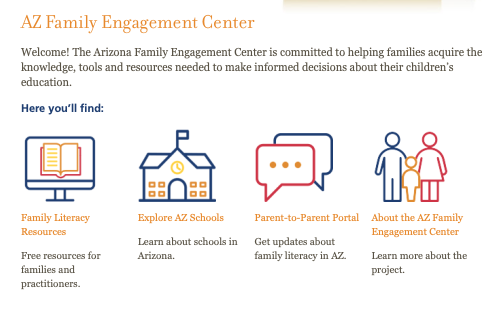 AZ Family Engagement Center
Welcome! The Arizona Family Engagement Center is committed to helping families acquire the
knowledge, tools and resources needed to make informed decisions about their children's
education.
Here you'll find:
Family Literacy
Resources
Free resources for
families and
practitioners.
Explore AZ Schools
Learn about schools in
Arizona.
Parent-to-Parent Portal
Get updates about
family literacy in AZ.
About the AZ Family
Engagement Center
Learn more about the
project.